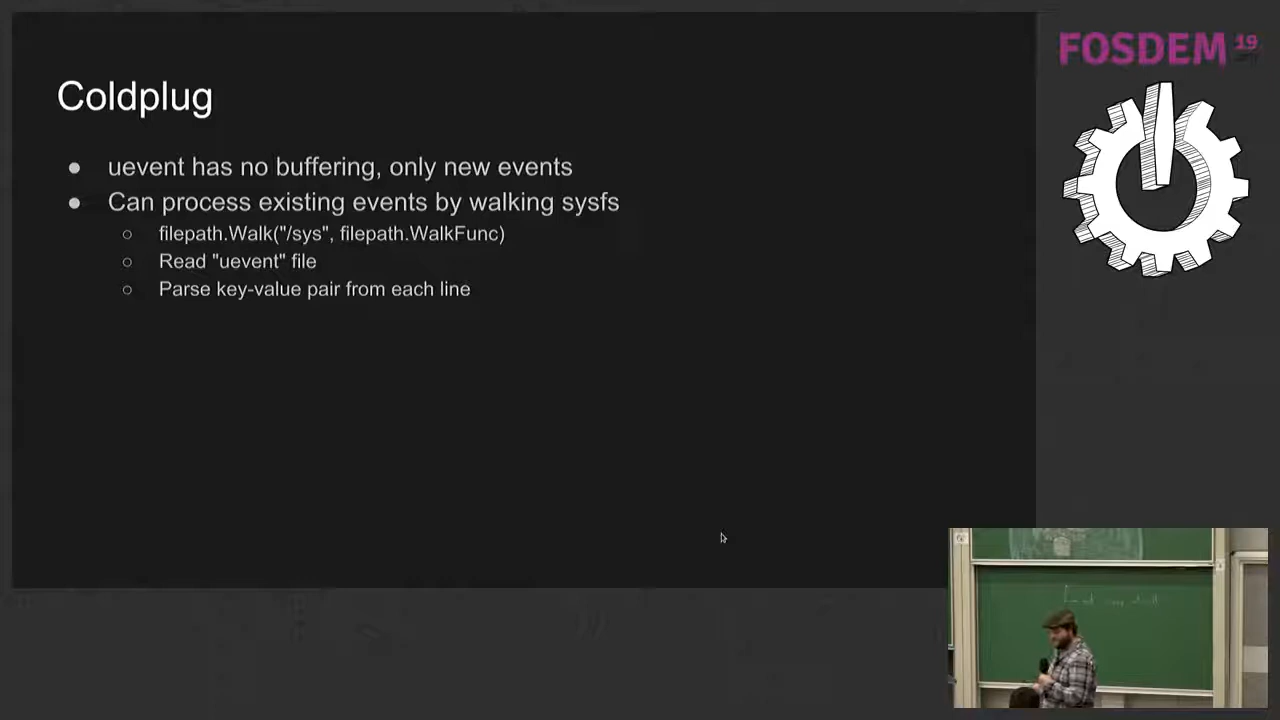 Coldplug
● uevent has no buffering, only new events
● Can process existing events by walking sysfs
○ filepath.Walk("/sys", filepath.WalkFunc)
○ Read "uevent" file
○ Parse key-value pair from each line
FOSDEM 19